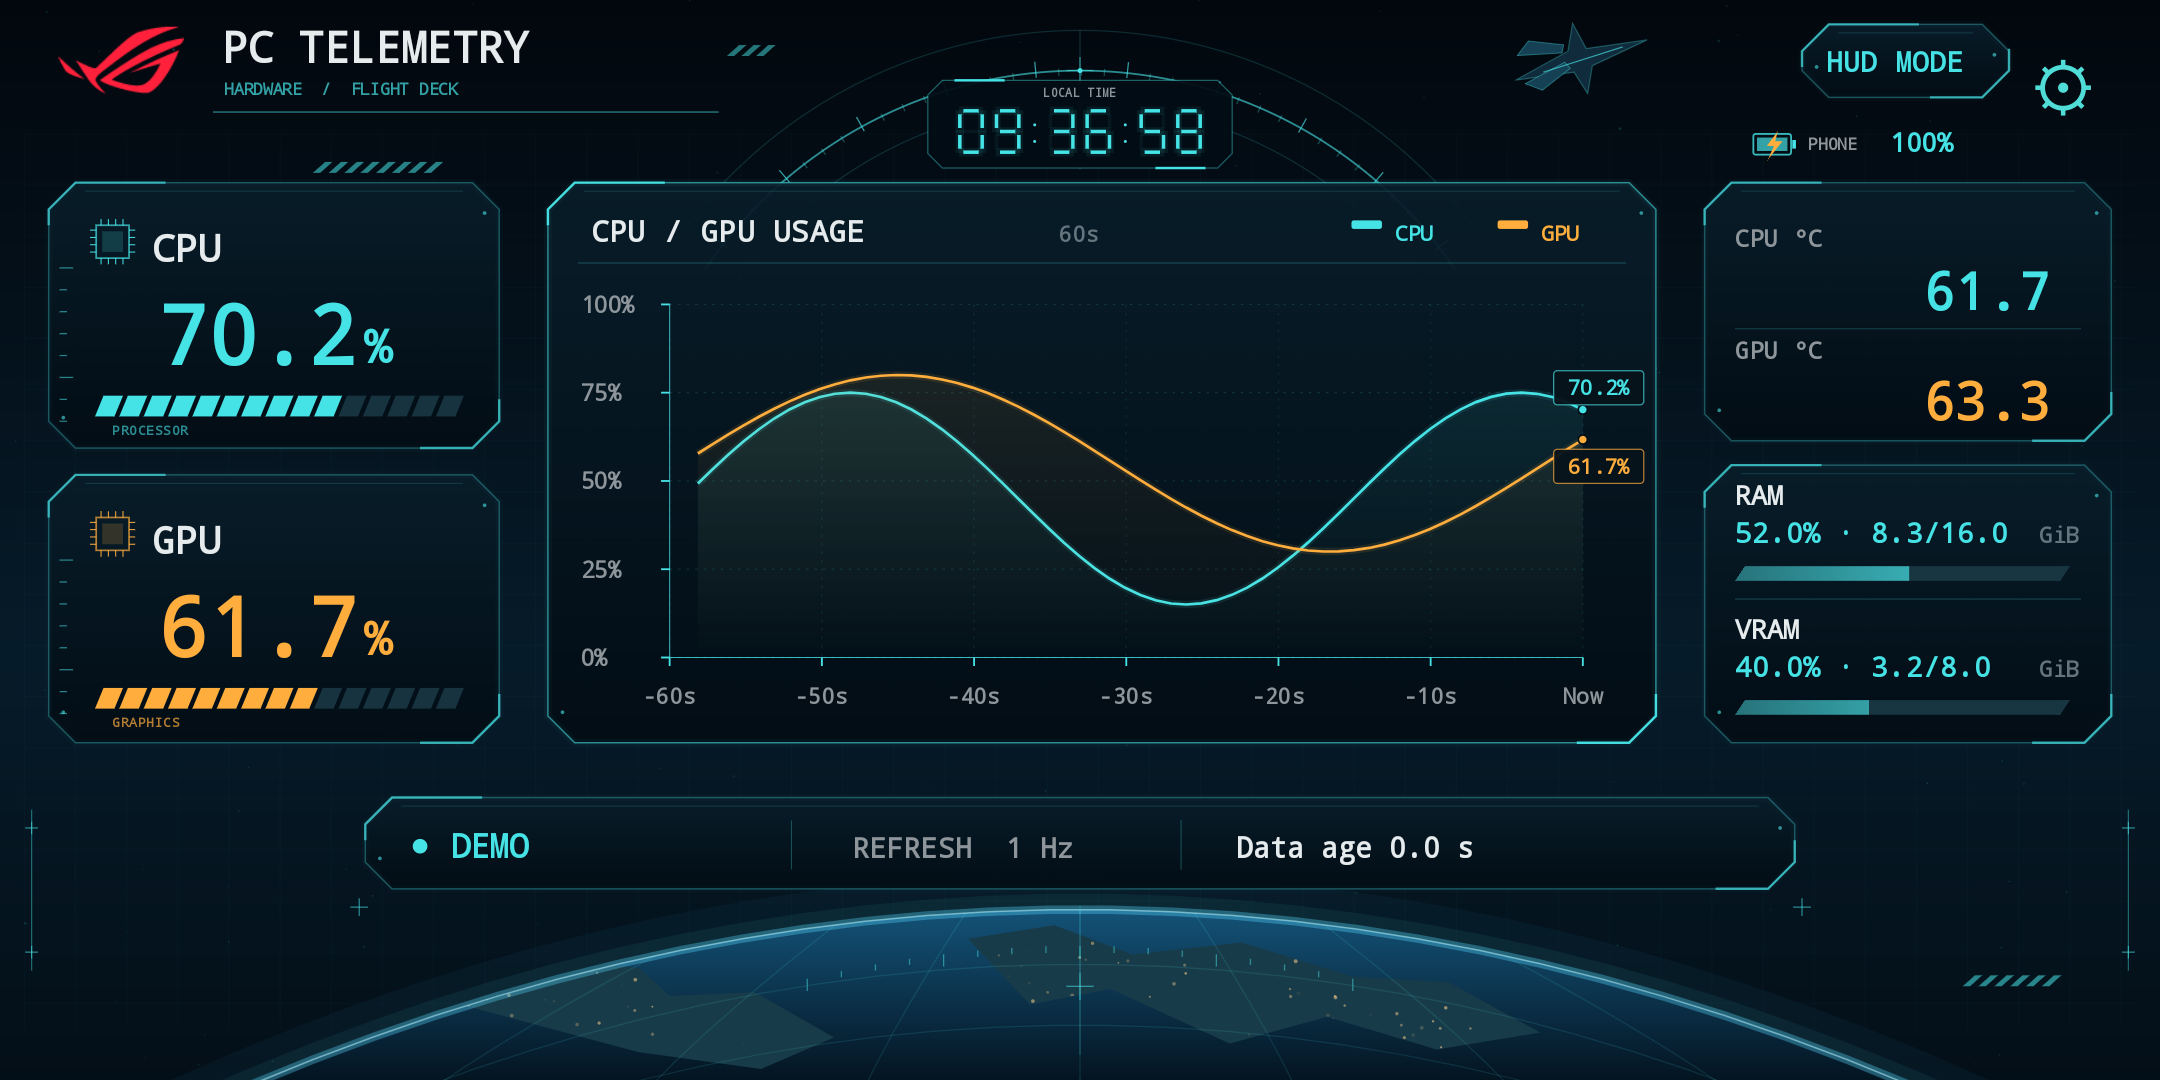 PC TELEMETRY
HARDWARE / FLIGHT DECK
LOCAL TIME
09:36:58
HUD MODE
PHONE 100%
CPU
70.2%
PROCESSOR
GPU
61.7%
GRAPHICS
CPU / GPU USAGE 60s CPU GPU
100%
75%
50%
25%
0%
70.2%
61.7%
-60s -50s -40s -30s -20s -10s Now
CPU °C
61.7
GPU °C
63.3
RAM
52.0% · 8.3/16.0 GiB
VRAM
40.0% · 3.2/8.0 GiB
DEMO REFRESH 1 Hz Data age 0.0 s